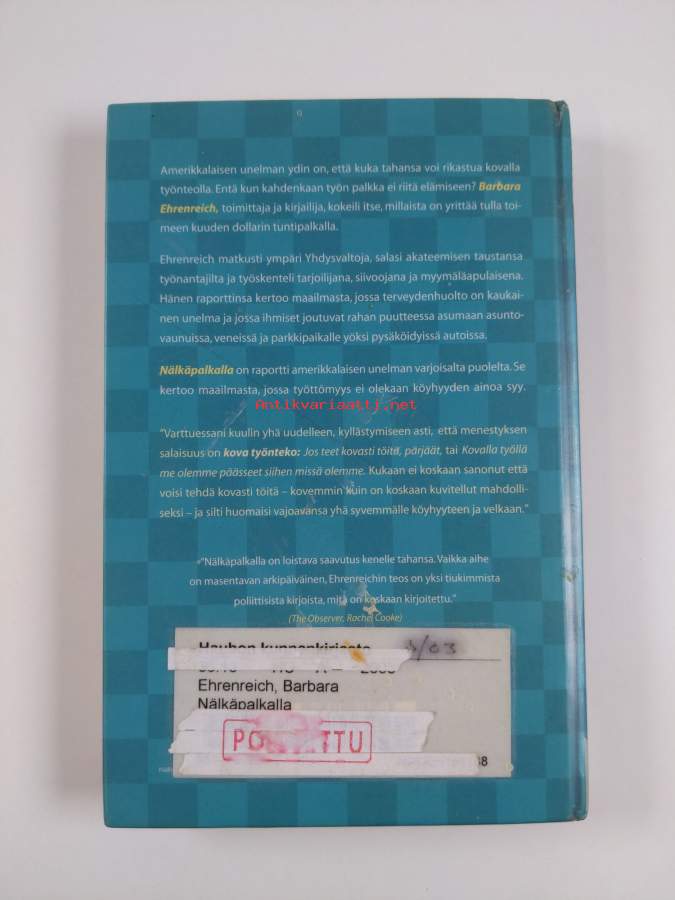 Amerikkalaisen unelman ydin on, että kuka tahansa voi rikastua kovalla
työnteolla. Entä kun kahdenkaan työn palkka ei riitä elämiseen? Barbara
Ehrenreich, toimittaja ja kirjailija, kokeili itse, millaista on yrittää tulla toi-
meen kuuden dollarin tuntipalkalla.
Ehrenreich matkusti ympäri Yhdysvaltoja, salasi akateemisen taustansa
työnantajilta ja työskenteli tarjoilijana, siivoojana ja myymäläapulaisena.
Hänen raporttinsa kertoo maailmasta, jossa terveydenhuolto on kaukai-
nen unelma ja jossa ihmiset joutuvat rahan puutteessa asumaan asunto-
vaunuissa, veneissä ja parkkipaikalle yöksi pysäköidyissä autoissa.
Nälkäpalkalla on raportti amerikkalaisen unelman varjoisalta puolelta. Se
kertoo maailmasta, jossa työttömyys ei olekaan köyhyyden ainoa syy.
Antikvariaatti.net
"Varttuessani kuulin yhä uudelleen, kyllästymiseen asti, että menestyksen
salaisuus on kova työnteko: Jos teet kovasti töitä, pärjäät, tai Kovalla työllä
me olemme päässeet siihen missä olemme. Kukaan ei koskaan sanonut että
voisi tehdä kovasti töitä – kovemmin kuin on koskaan kuvitellut mahdolli-
seksi – ja silti huomaisi vajoavansa yhä syvemmälle köyhyyteen ja velkaan."
"Nälkäpalkalla on loistava saavutus kenelle tahansa. Vaikka aihe
on masentavan arkipäiväinen, Ehrenreichin teos on yksi tiukimmista
poliittisista kirjoista, mitä on koskaan kirjoitettu."
(The Observer, Rachel Cooke)
Hauhon kunnankirjasto /03
Ehrenreich, Barbara
Nälkäpalkalla